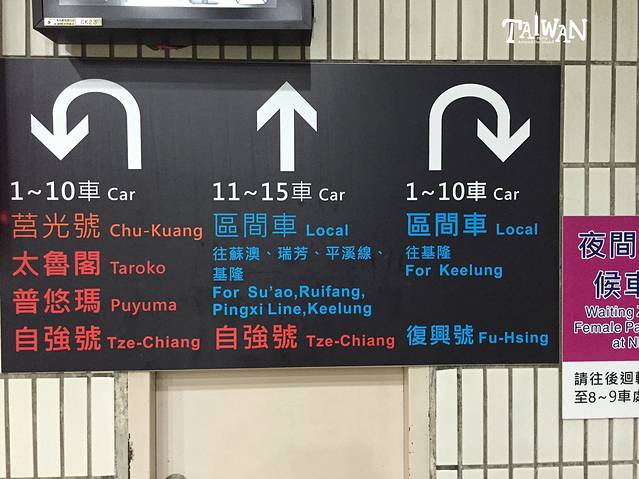 CK23
TAIWAN
1~10車 Car
莒光號 Chu-Kuang
太魯閣 Taroko
普悠瑪 Puyuma
自強號 Tze-Chiang
11~15車 Car
區間車 Local
往蘇澳、瑞芳、平溪線、
基隆
For Su'ao,Ruifang,
Pingxi Line,Keelung
自強號 Tze-Chiang
1~10車 Car
區間車 Local
往基隆
For Keelung
復興號 Fu-Hsing
夜間
候車
Waiting
Female
at
請往後迴
至8~9車處